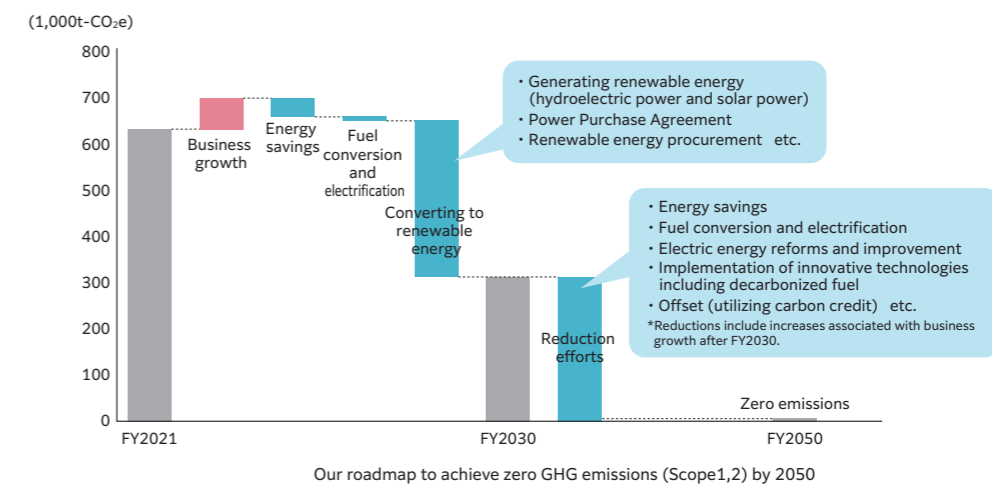 (1,000t-CO₂e)
800
700
600
500
400
300
200
100
0
Business
growth
Energy
savings
Fuel
conversion
and
electrification
Converting to
renewable
energy
・Generating renewable energy
(hydroelectric power and solar power)
・Power Purchase Agreement
・Renewable energy procurement etc.
・Energy savings
・Fuel conversion and electrification
・Electric energy reforms and improvement
・Implementation of innovative technologies
including decarbonized fuel
・Offset (utilizing carbon credit) etc.
*Reductions include increases associated with business
growth after FY2030.
Reduction
efforts
Zero emissions
FY2021
FY2030
FY2050
Our roadmap to achieve zero GHG emissions (Scope1,2) by 2050